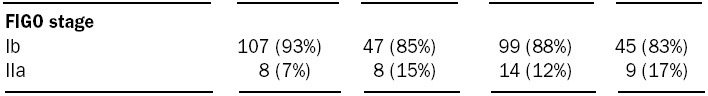 FIGO stage
Ib 107 (93%) 47 (85%) 99 (88%) 45 (83%)
IIa 8 (7%) 8 (15%) 14 (12%) 9 (17%)